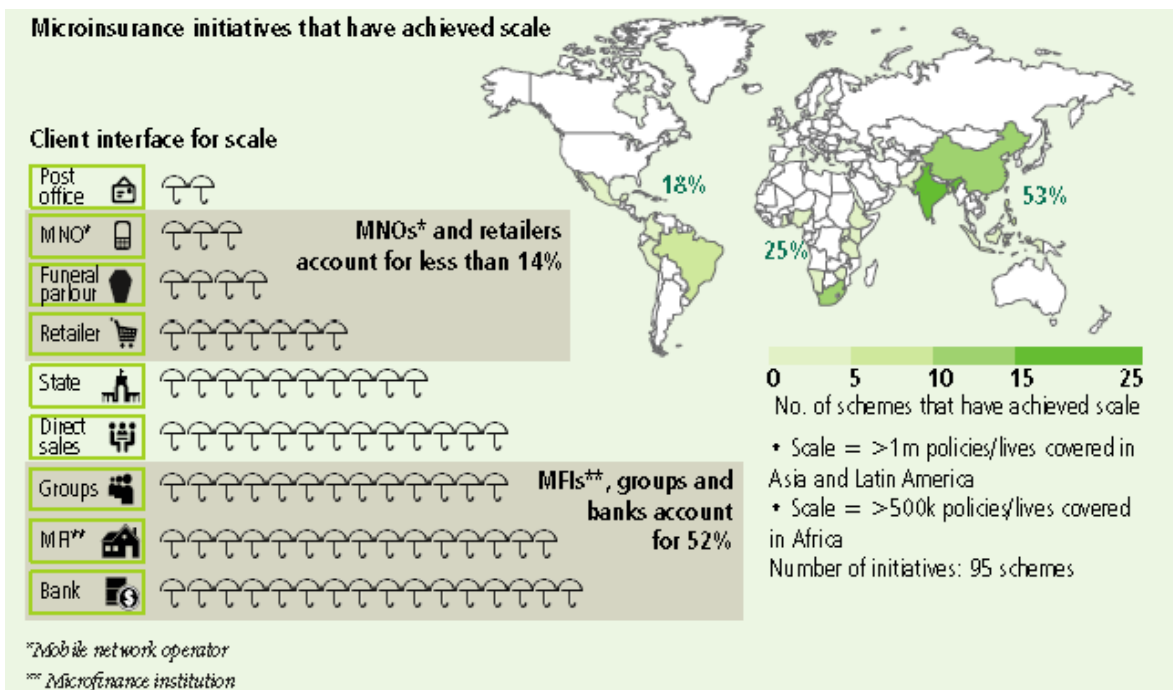 Microinsurance initiatives that have achieved scale
Client interface for scale
Post
office
MNO*
Funeral
parlour
Retailer
State
Direct
sales
Groups
MFI**
Bank
MNOs* and retailers
account for less than 14%
MFIs**, groups and
banks account
for 52%
18%
53%
25%
0 5 10 15 25
No. of schemes that have achieved scale
• Scale = >1m policies/lives covered in
Asia and Latin America
• Scale = >500k policies/lives covered
in Africa
Number of initiatives: 95 schemes
*Mobile network operator
** Microfinance institution